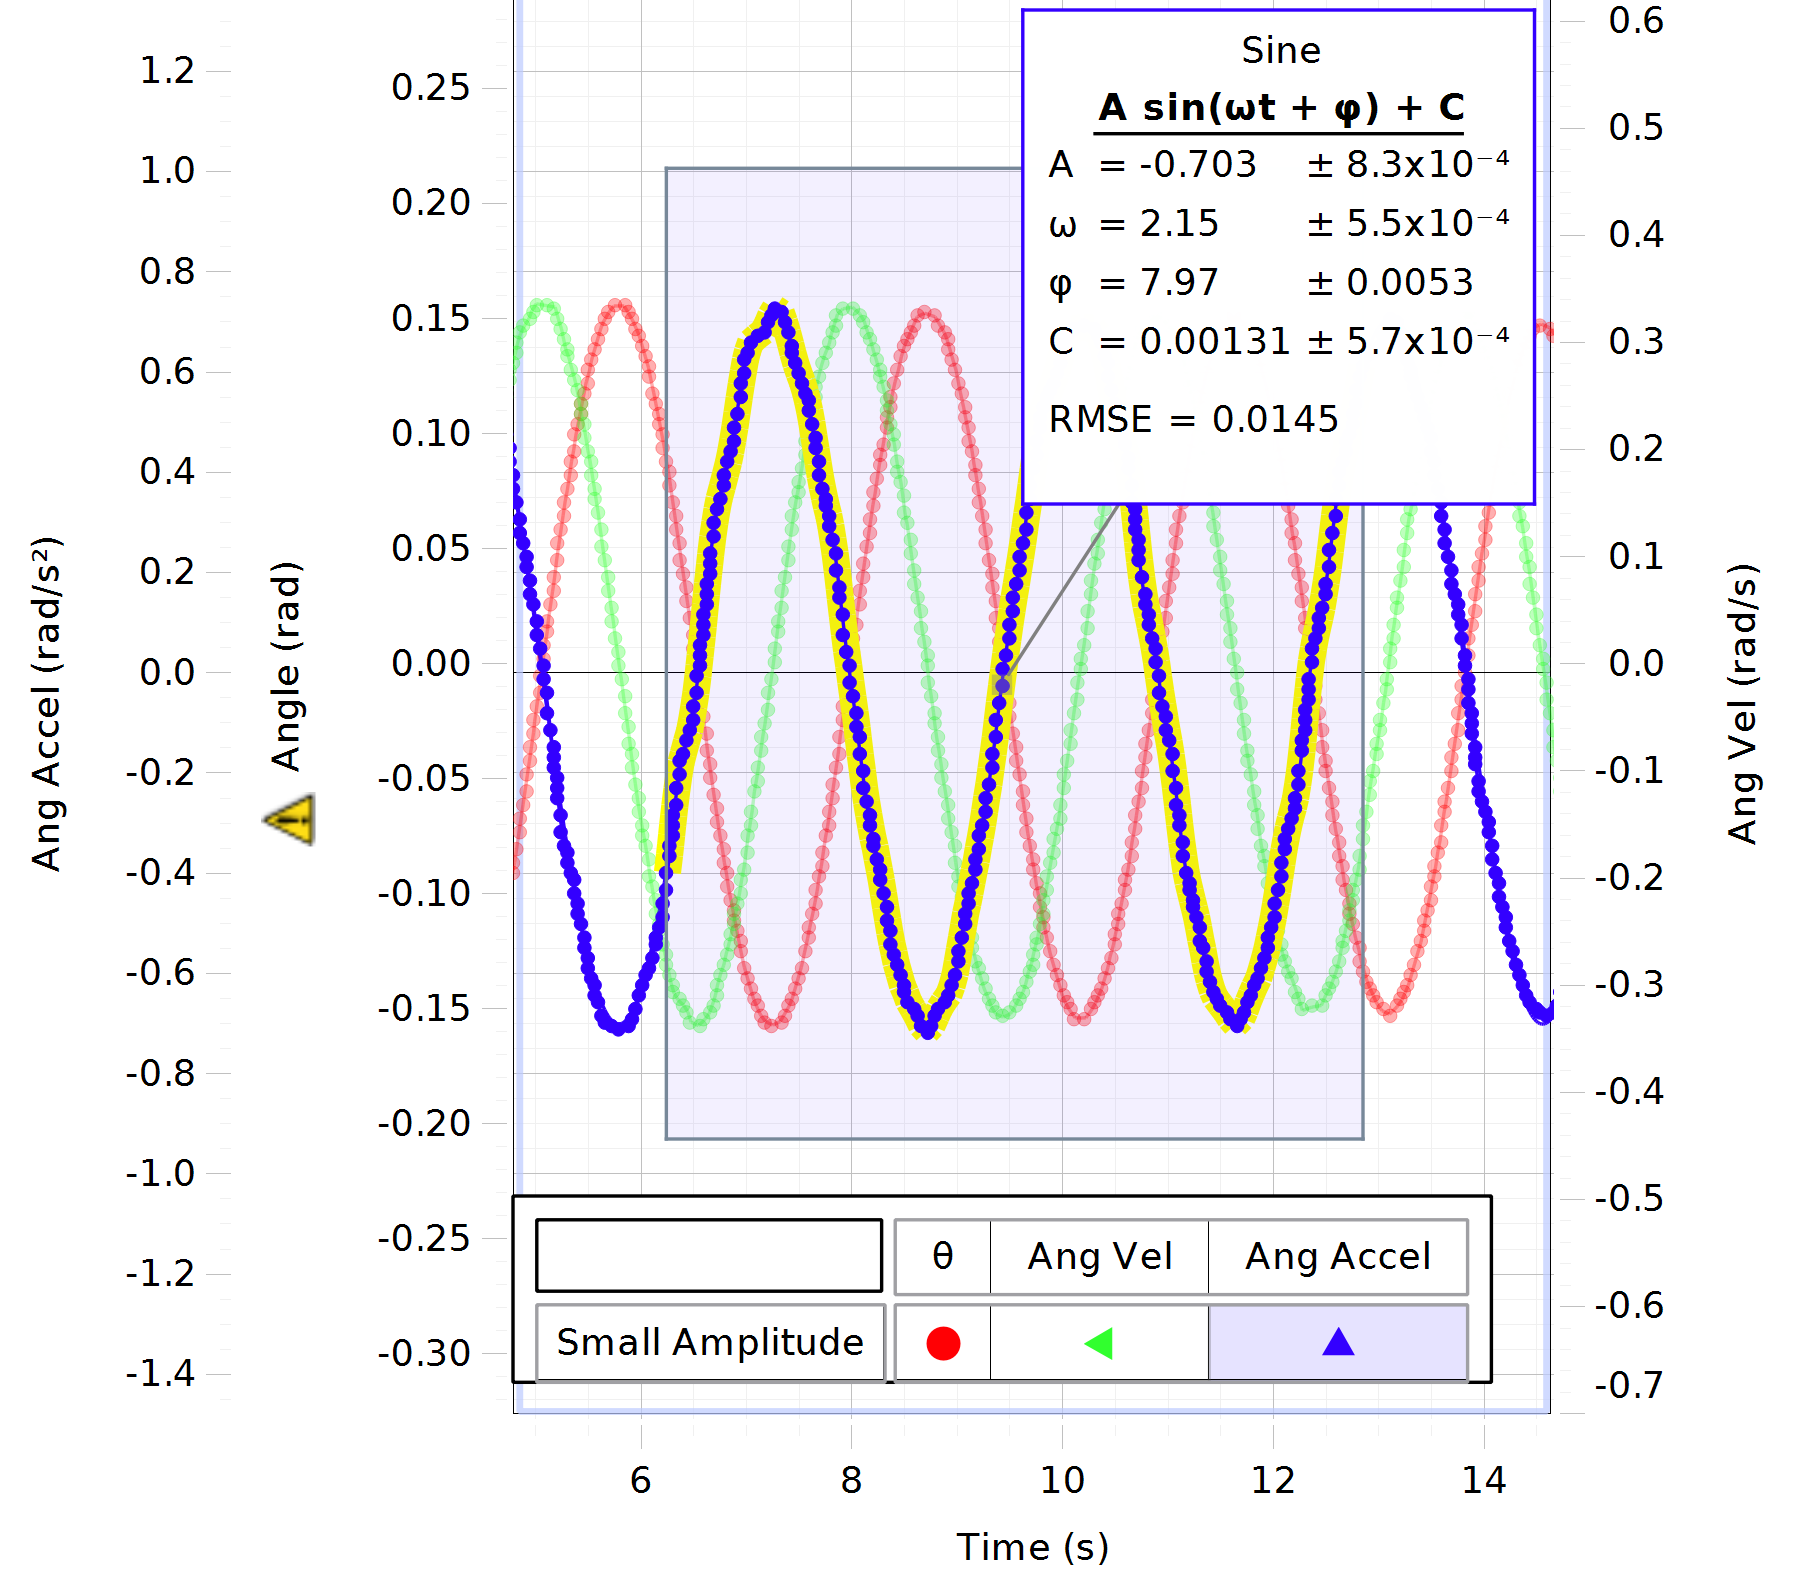 Sine
A sin(ωt + φ) + C
A = -0.703 ± 8.3x10⁻⁴
ω = 2.15 ± 5.5x10⁻⁴
φ = 7.97 ± 0.0053
C = 0.00131 ± 5.7x10⁻⁴
RMSE = 0.0145
Ang Accel (rad/s²)
1.2
1.0
0.8
0.6
0.4
0.2
0.0
-0.2
-0.4
-0.6
-0.8
-1.0
-1.2
-1.4
Angle (rad)
0.25
0.20
0.15
0.10
0.05
0.00
-0.05
-0.10
-0.15
-0.20
-0.25
-0.30
0.6
0.5
0.4
0.3
0.2
0.1
0.0
-0.1
-0.2
-0.3
-0.4
-0.5
-0.6
-0.7
Ang Vel (rad/s)
θ Ang Vel Ang Accel
Small Amplitude
6 8 10 12 14
Time (s)